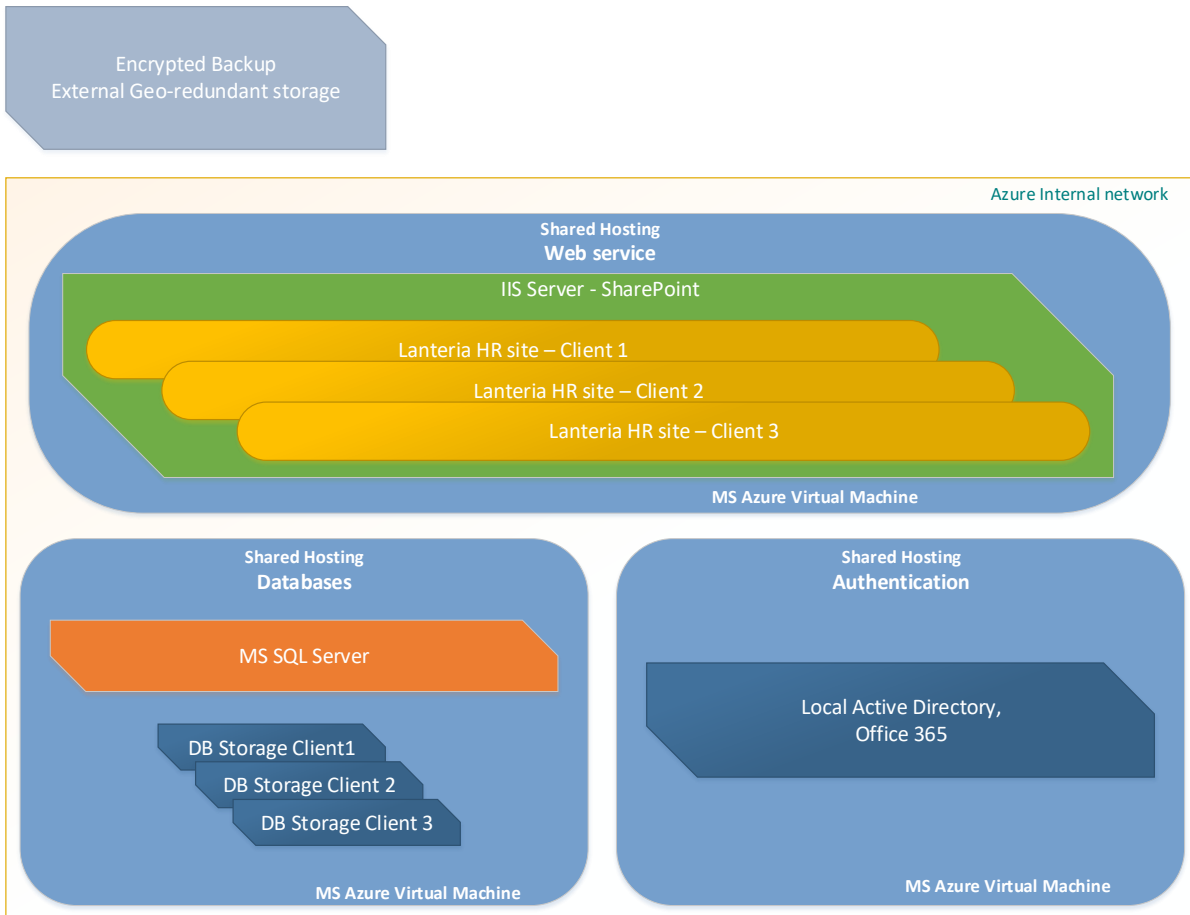 Encrypted Backup
External Geo-redundant storage
Azure Internal network
Shared Hosting
Web service
IIS Server - SharePoint
Lanteria HR site – Client 1
Lanteria HR site – Client 2
Lanteria HR site – Client 3
MS Azure Virtual Machine
Shared Hosting
Databases
MS SQL Server
DB Storage Client1
DB Storage Client 2
DB Storage Client 3
MS Azure Virtual Machine
Shared Hosting
Authentication
Local Active Directory,
Office 365
MS Azure Virtual Machine